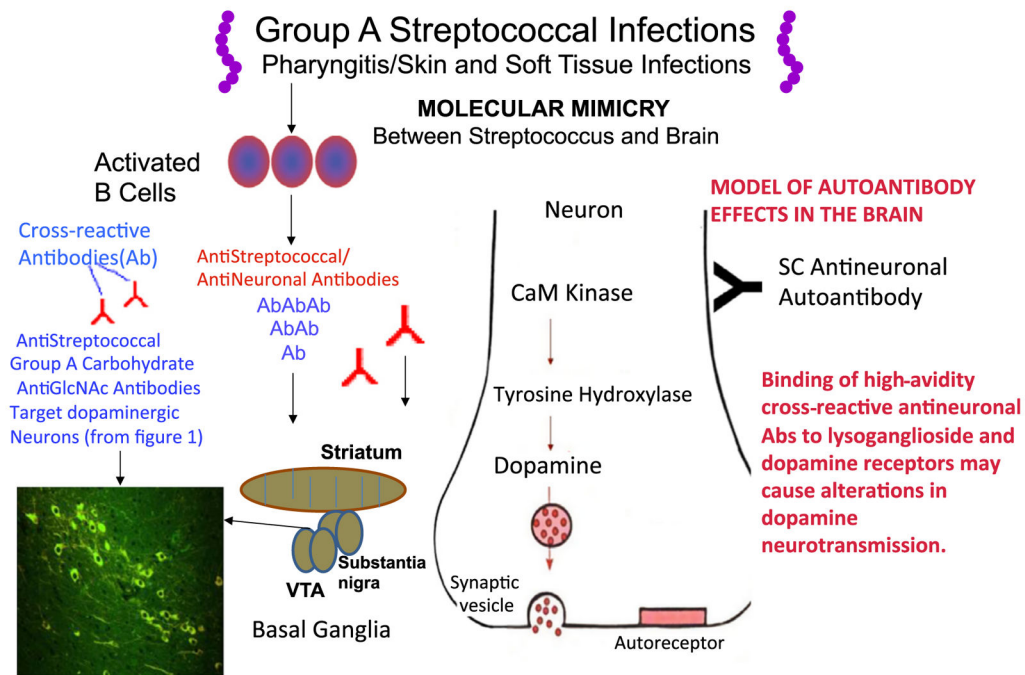 Group A Streptococcal Infections
Pharyngitis/Skin and Soft Tissue Infections
MOLECULAR MIMICRY
Between Streptococcus and Brain
Activated
B Cells
Cross-reactive
Antibodies(Ab)
AntiStreptococcal
Group A Carbohydrate
AntiGlcNAc Antibodies
Target dopaminergic
Neurons (from figure 1)
AntiStreptococcal/
AntiNeuronal Antibodies
AbAbAb
AbAb
Ab
Striatum
Substantia
nigra
VTA
Basal Ganglia
Neuron
CaM Kinase
Tyrosine Hydroxylase
Dopamine
Synaptic
vesicle
Autoreceptor
MODEL OF AUTOANTIBODY
EFFECTS IN THE BRAIN
SC Antineuronal
Autoantibody
Binding of high-avidity
cross-reactive antineuronal
Abs to lysoganglioside and
dopamine receptors may
cause alterations in
dopamine
neurotransmission.